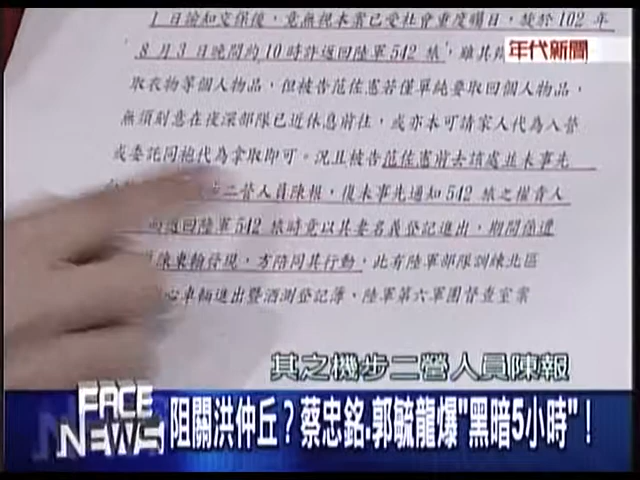 1日諭知交保後，竟無視本案已受社會重度矚目，旋於102年
8月3日晚間約10時許返回陸軍542旅，雖其
年代新聞
取衣物等個人物品，但被告范佐憲若僅單純要取回個人物品，
無須刻意在夜深部隊已近休息前往，或亦本可請家人代為入營
或委託同袍代為拿取即可。況且被告范佐憲前去該處並未事先
二營人員陳報，復未事先通知542旅之權責人
返回陸軍542旅時竟以其妻名義登記進出，期間偶遭
陳東翰發現，方陪同其行動，此有陸軍部隊訓練北區
心車輛進出暨酒測登記簿、陸軍第六軍團督查室案
其之機步二營人員陳報
FACE NEWS
阻關洪仲丘？蔡忠銘.郭毓龍爆"黑暗5小時"！